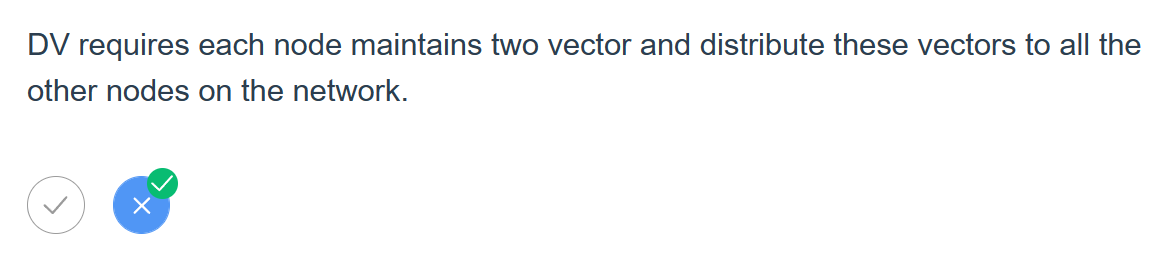 DV requires each node maintains two vector and distribute these vectors to all the
other nodes on the network.